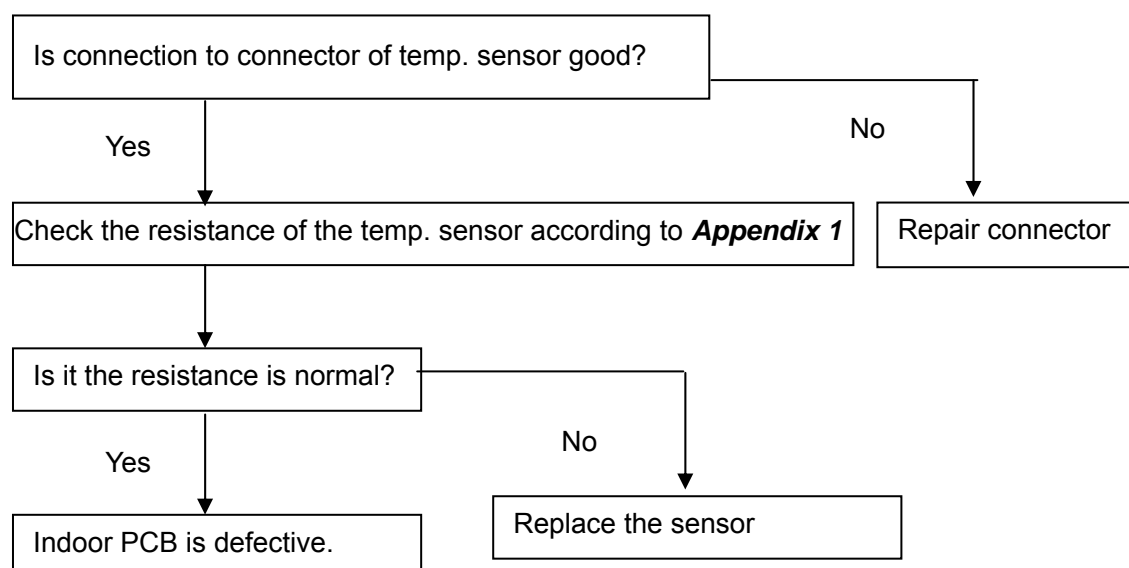 Is connection to connector of temp. sensor good?
Yes
No
Check the resistance of the temp. sensor according to Appendix 1
Repair connector
Is it the resistance is normal?
Yes
No
Replace the sensor
Indoor PCB is defective.